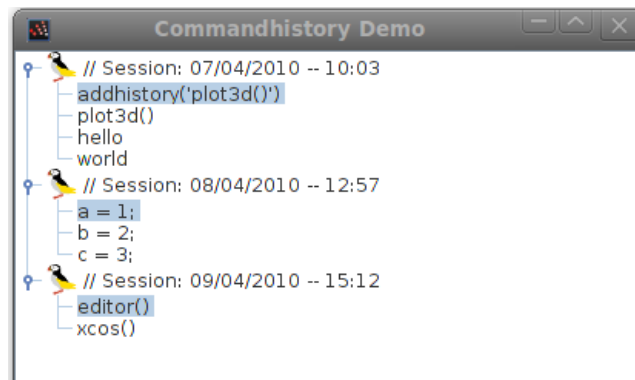 Commandhistory Demo
// Session: 07/04/2010 -- 10:03
addhistory('plot3d()')
plot3d()
hello
world
// Session: 08/04/2010 -- 12:57
a = 1;
b = 2;
c = 3;
// Session: 09/04/2010 -- 15:12
editor()
xcos()